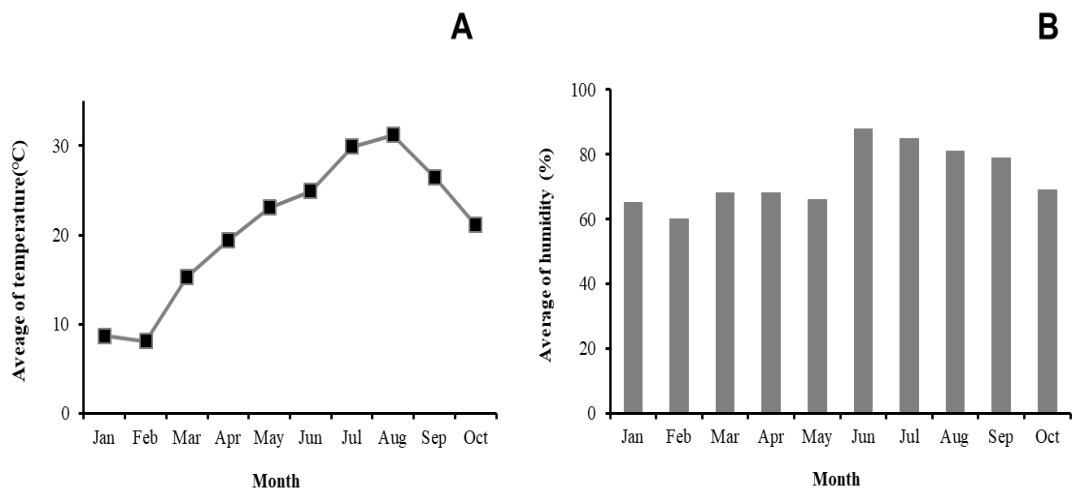 A
Aveage of temperature(°C)
30
20
10
0
Jan Feb Mar Apr May Jun Jul Aug Sep Oct
Month
B
Average of humidity (%)
100
80
60
40
20
0
Jan Feb Mar Apr May Jun Jul Aug Sep Oct
Month